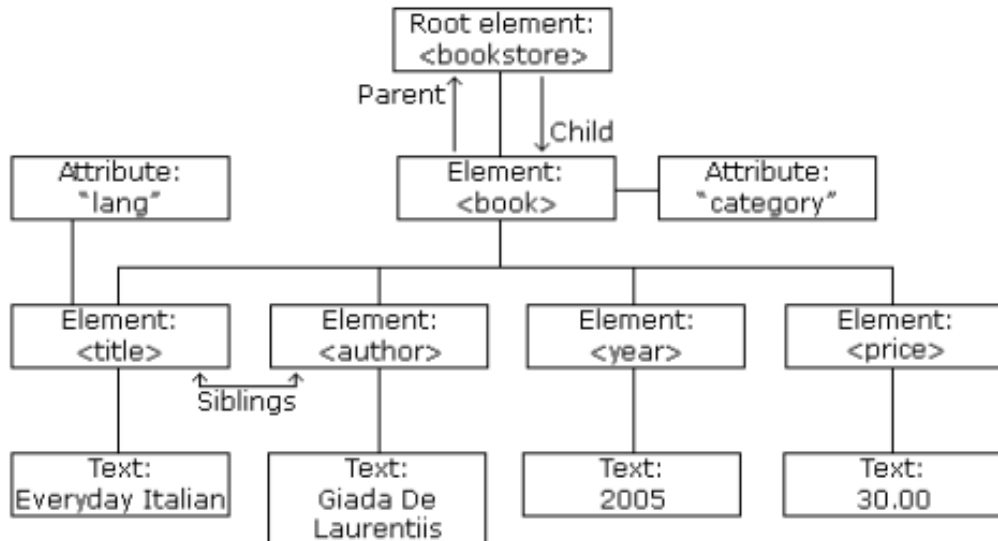 Root element:
<bookstore>
Parent
Child
Attribute:
“lang”
Element:
<book>
Attribute:
“category”
Element:
<title>
Element:
<author>
Element:
<year>
Element:
<price>
Siblings
Text:
Everyday Italian
Text:
Giada De
Laurentiis
Text:
2005
Text:
30.00